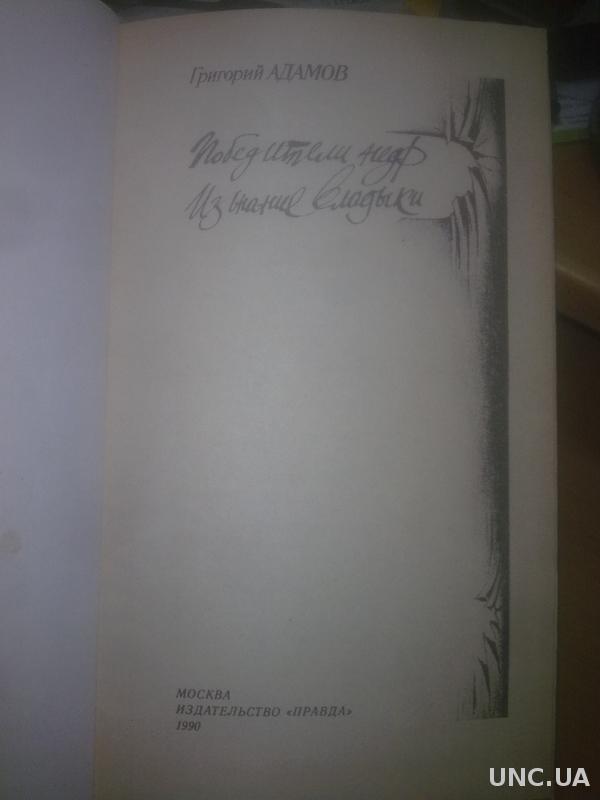 Григорий АДАМОВ
Победители недр
Изгнание владыки
МОСКВА
ИЗДАТЕЛЬСТВО «ПРАВДА»
1990
UNC.UA